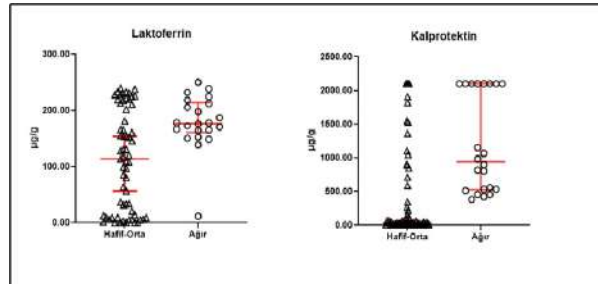 Laktoferrin
300.00
200.00
100.00
0.00
µg/g
Hafif-Orta
Ağır
Kalprotektin
2500.00
2000.00
1500.00
1000.00
500.00
0.00
µg/g
Hafif-Orta
Ağır